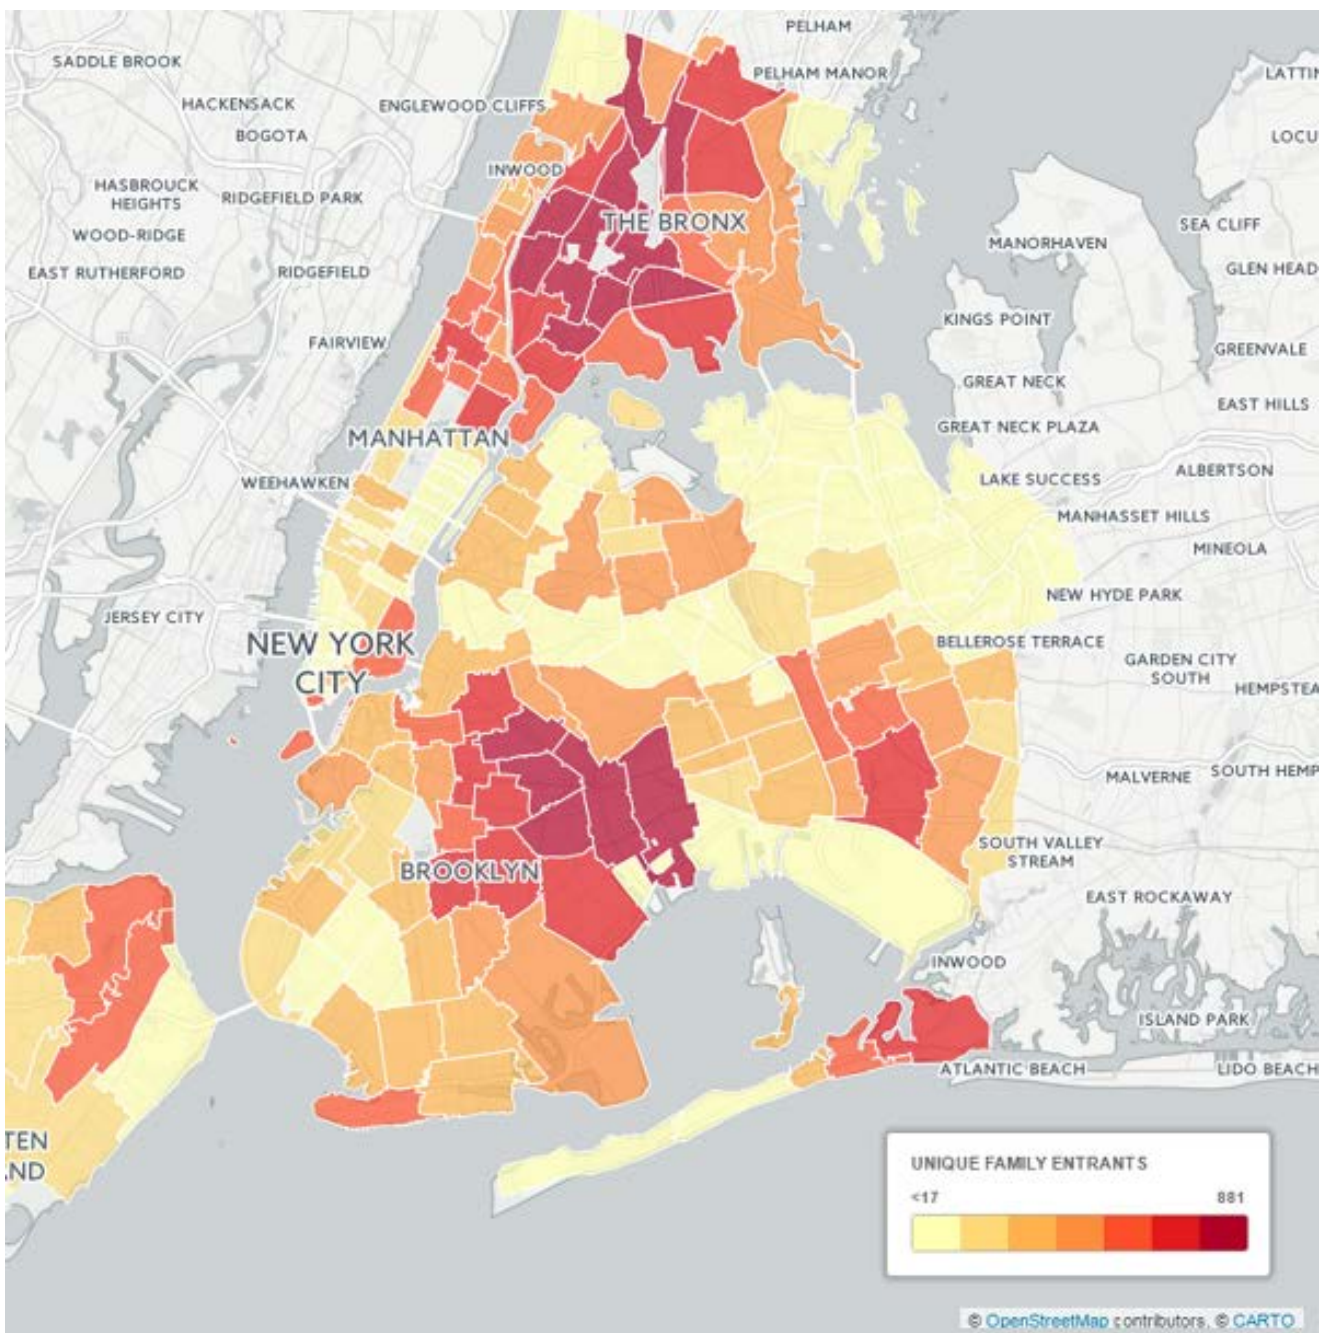 PELHAM
SADDLE BROOK
PELHAM MANOR
HACKENSACK
ENGLEWOOD CLIFFS
BOGOTA
INWOOD
HASBROUCK
HEIGHTS
RIDGEFIELD PARK
THE BRONX
SEA CLIFF
WOOD-RIDGE
MANORHAVEN
EAST RUTHERFORD
RIDGEFIELD
GLEN HEAD
KINGS POINT
FAIRVIEW
GREENVALE
GREAT NECK
EAST HILLS
GREAT NECK PLAZA
MANHATTAN
ALBERTSON
WEEHAWKEN
LAKE SUCCESS
MANHASSET HILLS
MINEOLA
NEW HYDE PARK
JERSEY CITY
NEW YORK
CITY
BELLEROSE TERRACE
GARDEN CITY
SOUTH
HEMPSTEA
MALVERNE
SOUTH HEMP
SOUTH VALLEY
STREAM
BROOKLYN
EAST ROCKAWAY
INWOOD
ISLAND PARK
ATLANTIC BEACH
LIDO BEACH
TEN
ND
UNIQUE FAMILY ENTRANTS
<17 881
© OpenStreetMap contributors, © CARTO